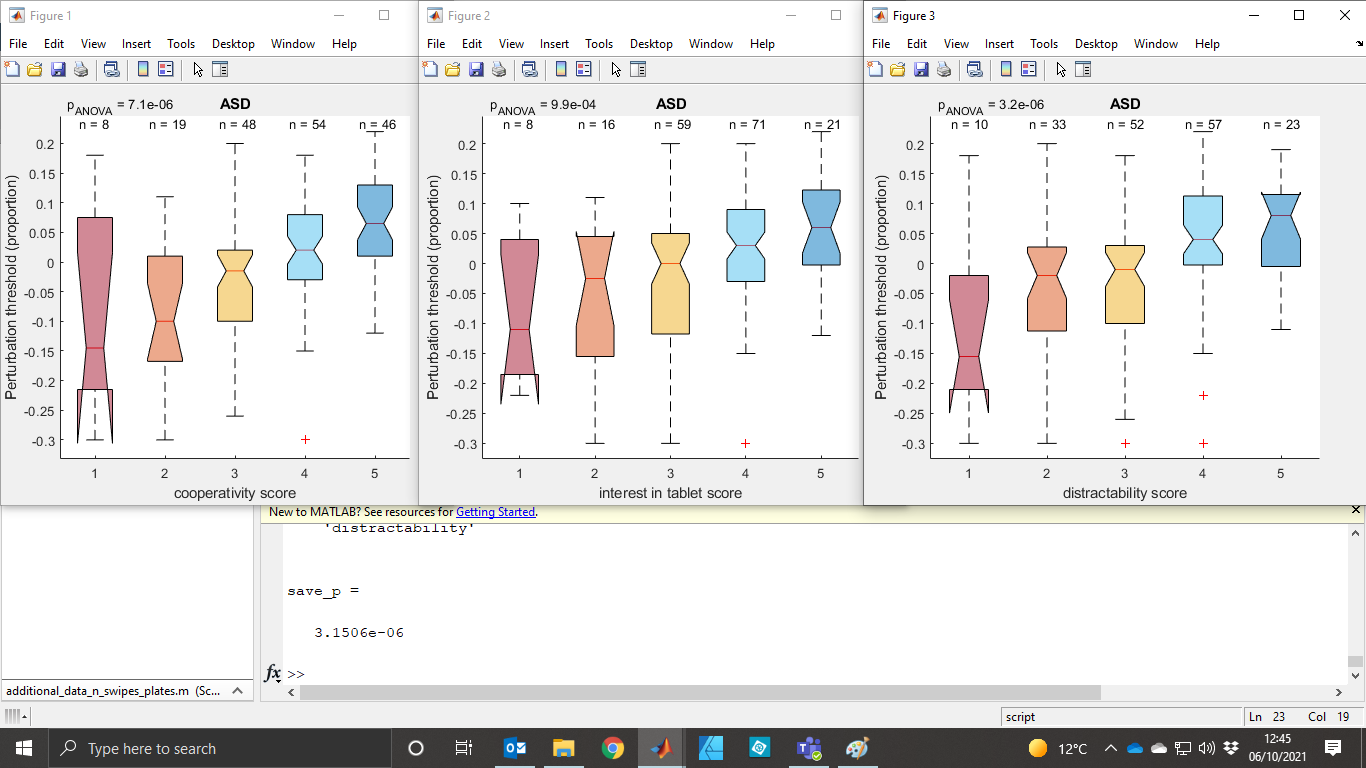 Figure 1
File Edit View Insert Tools Desktop Window Help
pANOVA = 7.1e-06 ASD
n = 8 n = 19 n = 48 n = 54 n = 46
Perturbation threshold (proportion)
0.2
0.15
0.1
0.05
0
-0.05
-0.1
-0.15
-0.2
-0.25
-0.3
1 2 3 4 5
cooperativity score
Figure 2
File Edit View Insert Tools Desktop Window Help
pANOVA = 9.9e-04 ASD
n = 8 n = 16 n = 59 n = 71 n = 21
Perturbation threshold (proportion)
0.2
0.15
0.1
0.05
0
-0.05
-0.1
-0.15
-0.2
-0.25
-0.3
1 2 3 4 5
interest in tablet score
Figure 3
File Edit View Insert Tools Desktop Window Help
pANOVA = 3.2e-06 ASD
n = 10 n = 33 n = 52 n = 57 n = 23
Perturbation threshold (proportion)
0.2
0.15
0.1
0.05
0
-0.05
-0.1
-0.15
-0.2
-0.25
-0.3
1 2 3 4 5
distractability score
New to MATLAB? See resources for Getting Started.
'distractability'
save_p =
3.1506e-06
fx >>
additional_data_n_swipes_plates.m (Sc...
script Ln 23 Col 19
Type here to search
12°C
12:45
06/10/2021